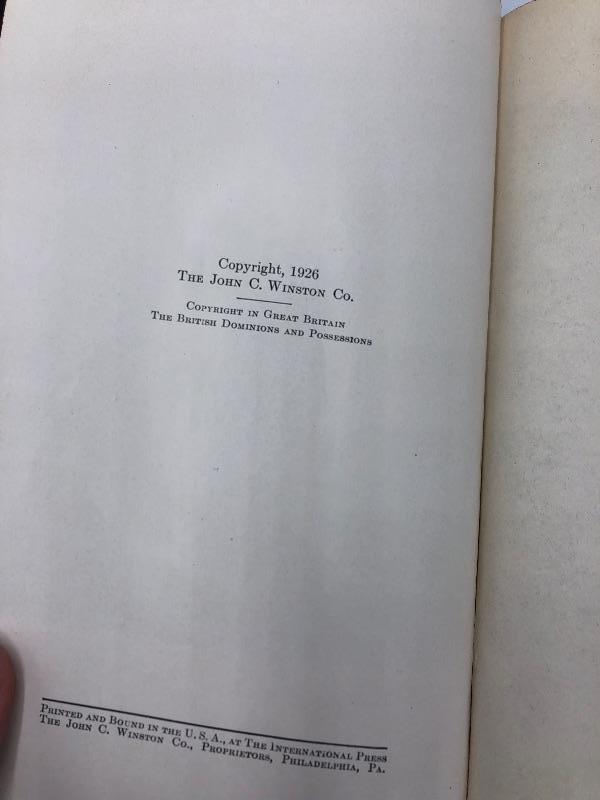 Copyright, 1926
The John C. Winston Co.
Copyright in Great Britain
The British Dominions and Possessions
Printed and Bound in the U. S. A., at The International Press
The John C. Winston Co., Proprietors, Philadelphia, Pa.